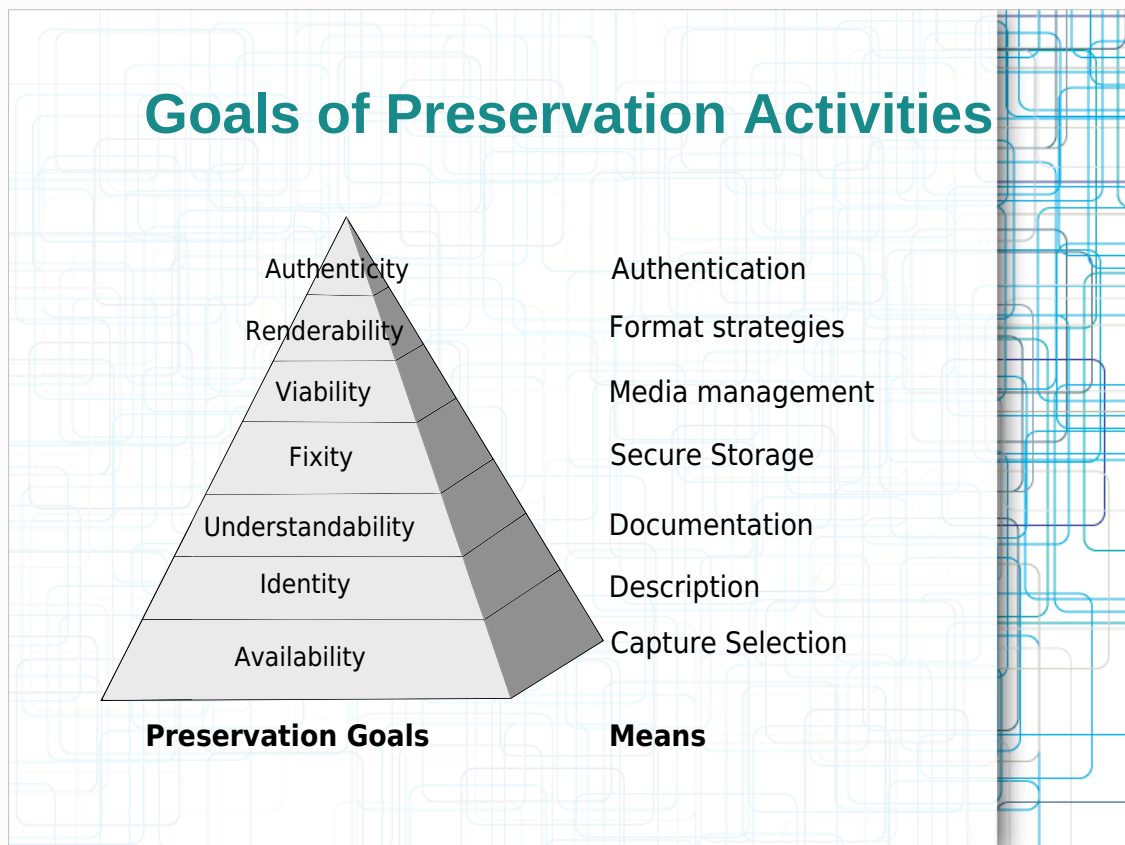 Goals of Preservation Activities
Authenticity
Authentication
Renderability
Format strategies
Viability
Media management
Fixity
Secure Storage
Understandability
Documentation
Identity
Description
Availability
Capture Selection
Preservation Goals
Means